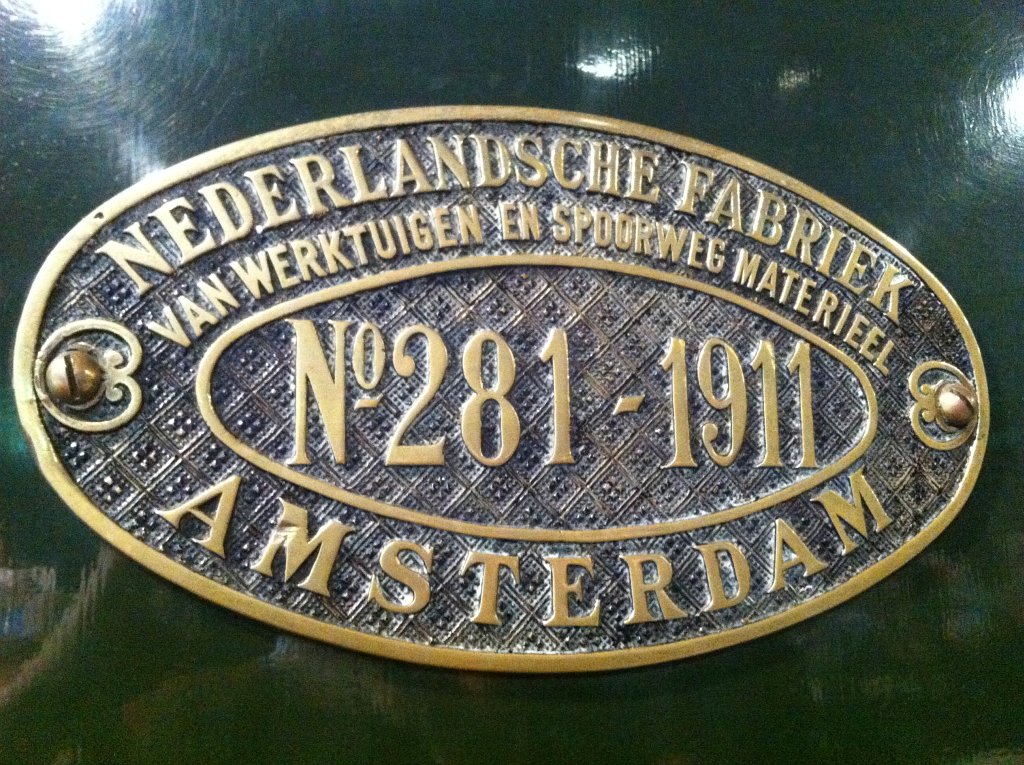 NEDERLANDSCHE FABRIEK
VAN WERKTUIGEN EN SPOORWEG MATERIEEL
Nº 281 - 1911
AMSTERDAM